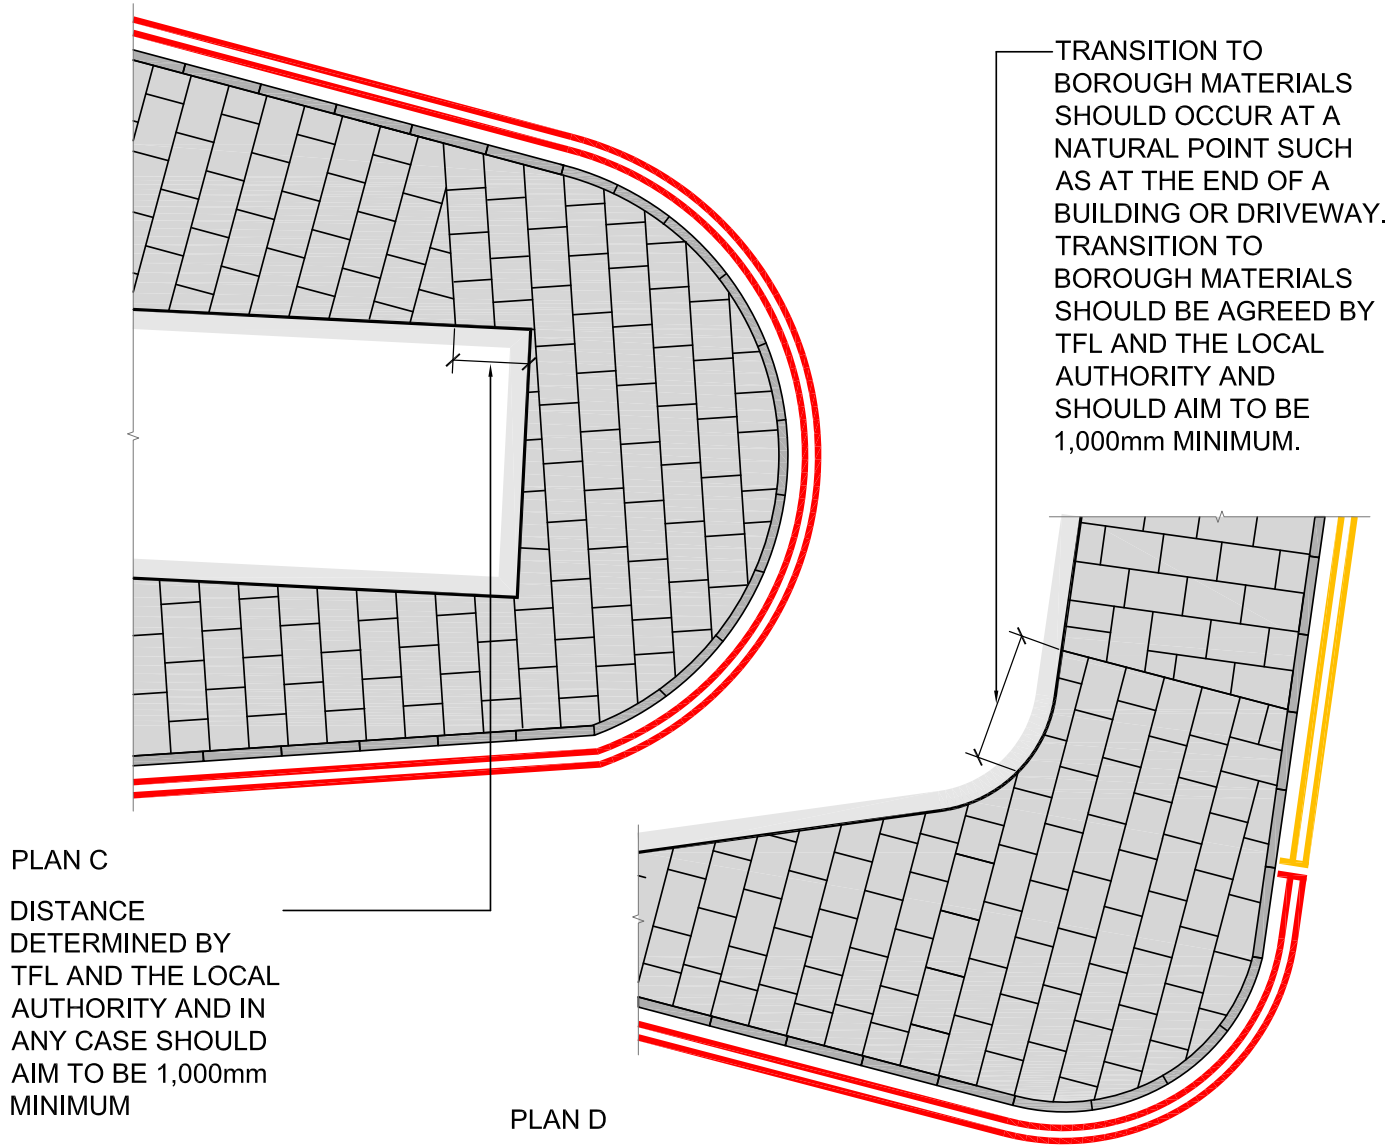 TRANSITION TO
BOROUGH MATERIALS
SHOULD OCCUR AT A
NATURAL POINT SUCH
AS AT THE END OF A
BUILDING OR DRIVEWAY.
TRANSITION TO
BOROUGH MATERIALS
SHOULD BE AGREED BY
TFL AND THE LOCAL
AUTHORITY AND
SHOULD AIM TO BE
1,000mm MINIMUM.
PLAN C
DISTANCE
DETERMINED BY
TFL AND THE LOCAL
AUTHORITY AND IN
ANY CASE SHOULD
AIM TO BE 1,000mm
MINIMUM
PLAN D